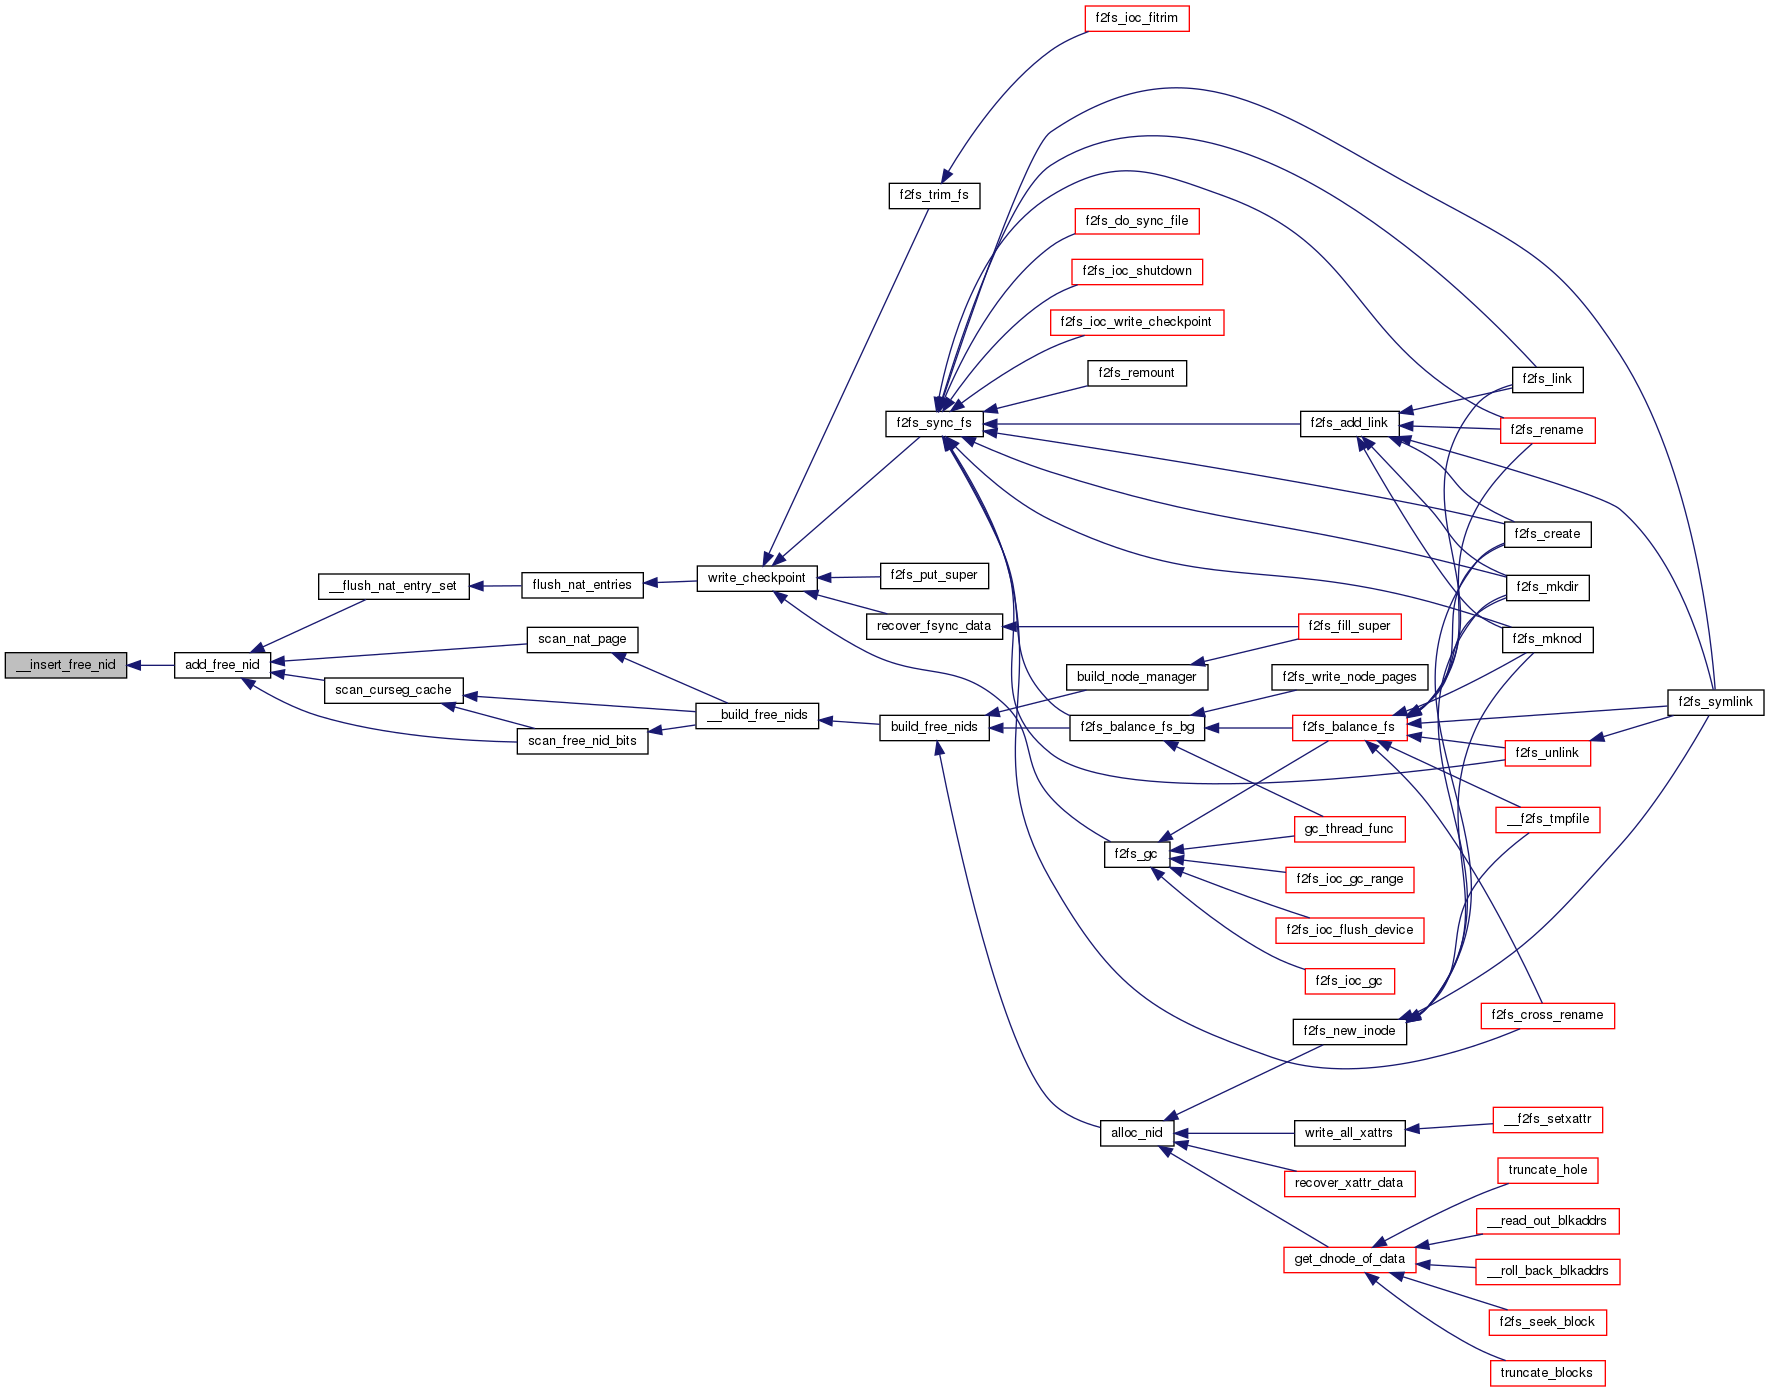 f2fs_ioc_fitrim
f2fs_trim_fs
f2fs_do_sync_file
f2fs_ioc_shutdown
f2fs_ioc_write_checkpoint
f2fs_remount
f2fs_link
f2fs_sync_fs
f2fs_add_link
f2fs_rename
f2fs_create
write_checkpoint
f2fs_put_super
__flush_nat_entry_set
flush_nat_entries
f2fs_mkdir
recover_fsync_data
f2fs_fill_super
scan_nat_page
f2fs_mknod
__insert_free_nid
add_free_nid
build_node_manager
f2fs_write_node_pages
scan_curseg_cache
f2fs_symlink
__build_free_nids
build_free_nids
f2fs_balance_fs_bg
f2fs_balance_fs
scan_free_nid_bits
f2fs_unlink
__f2fs_tmpfile
gc_thread_func
f2fs_gc
f2fs_ioc_gc_range
f2fs_ioc_flush_device
f2fs_ioc_gc
f2fs_cross_rename
f2fs_new_inode
__f2fs_setxattr
alloc_nid
write_all_xattrs
truncate_hole
recover_xattr_data
__read_out_blkaddrs
get_dnode_of_data
__roll_back_blkaddrs
f2fs_seek_block
truncate_blocks